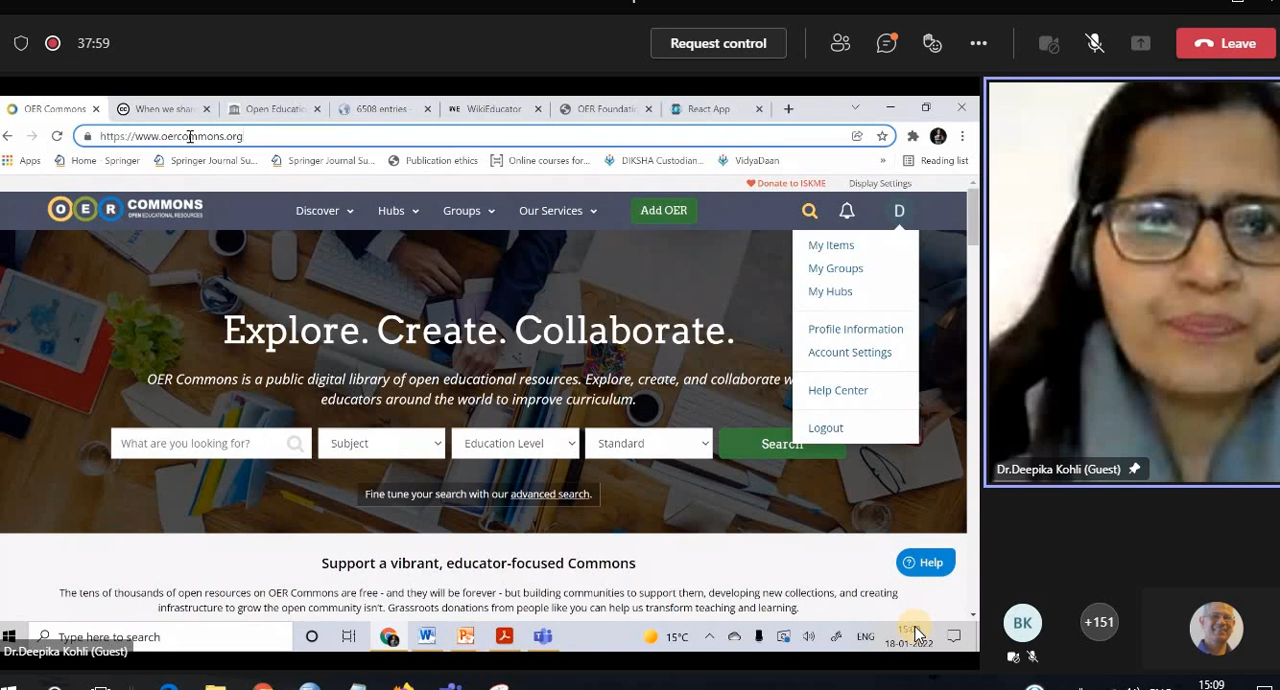 37:59
Request control
Leave
OER Commons
When we shar
Open Educatio
6508 entries -
WikiEducator
OER Foundatio
React App
https://www.oercommons.org
Apps
Home - Springer
Springer Journal Su...
Springer Journal Su...
Publication ethics
Online courses for...
DIKSHA Custodian...
VidyaDaan
»
Reading list
Donate to ISKME
Display Settings
OER COMMONS
OPEN EDUCATIONAL RESOURCES
Discover
Hubs
Groups
Our Services
Add OER
D
My Items
My Groups
My Hubs
Profile Information
Account Settings
Help Center
Logout
Explore. Create. Collaborate.
OER Commons is a public digital library of open educational resources. Explore, create, and collaborate w
educators around the world to improve curriculum.
What are you looking for?
Subject
Education Level
Standard
Search
Fine tune your search with our advanced search.
Support a vibrant, educator-focused Commons
Help
The tens of thousands of open resources on OER Commons are free - and they will be forever - but building communities to support them, developing new collections, and creating
infrastructure to grow the open community isn't. Grassroots donations from people like you can help us transform teaching and learning.
Type here to search
15°C
ENG
18-01-2022
Dr.Deepika Kohli (Guest)
Dr.Deepika Kohli (Guest)
BK
+151
15:09